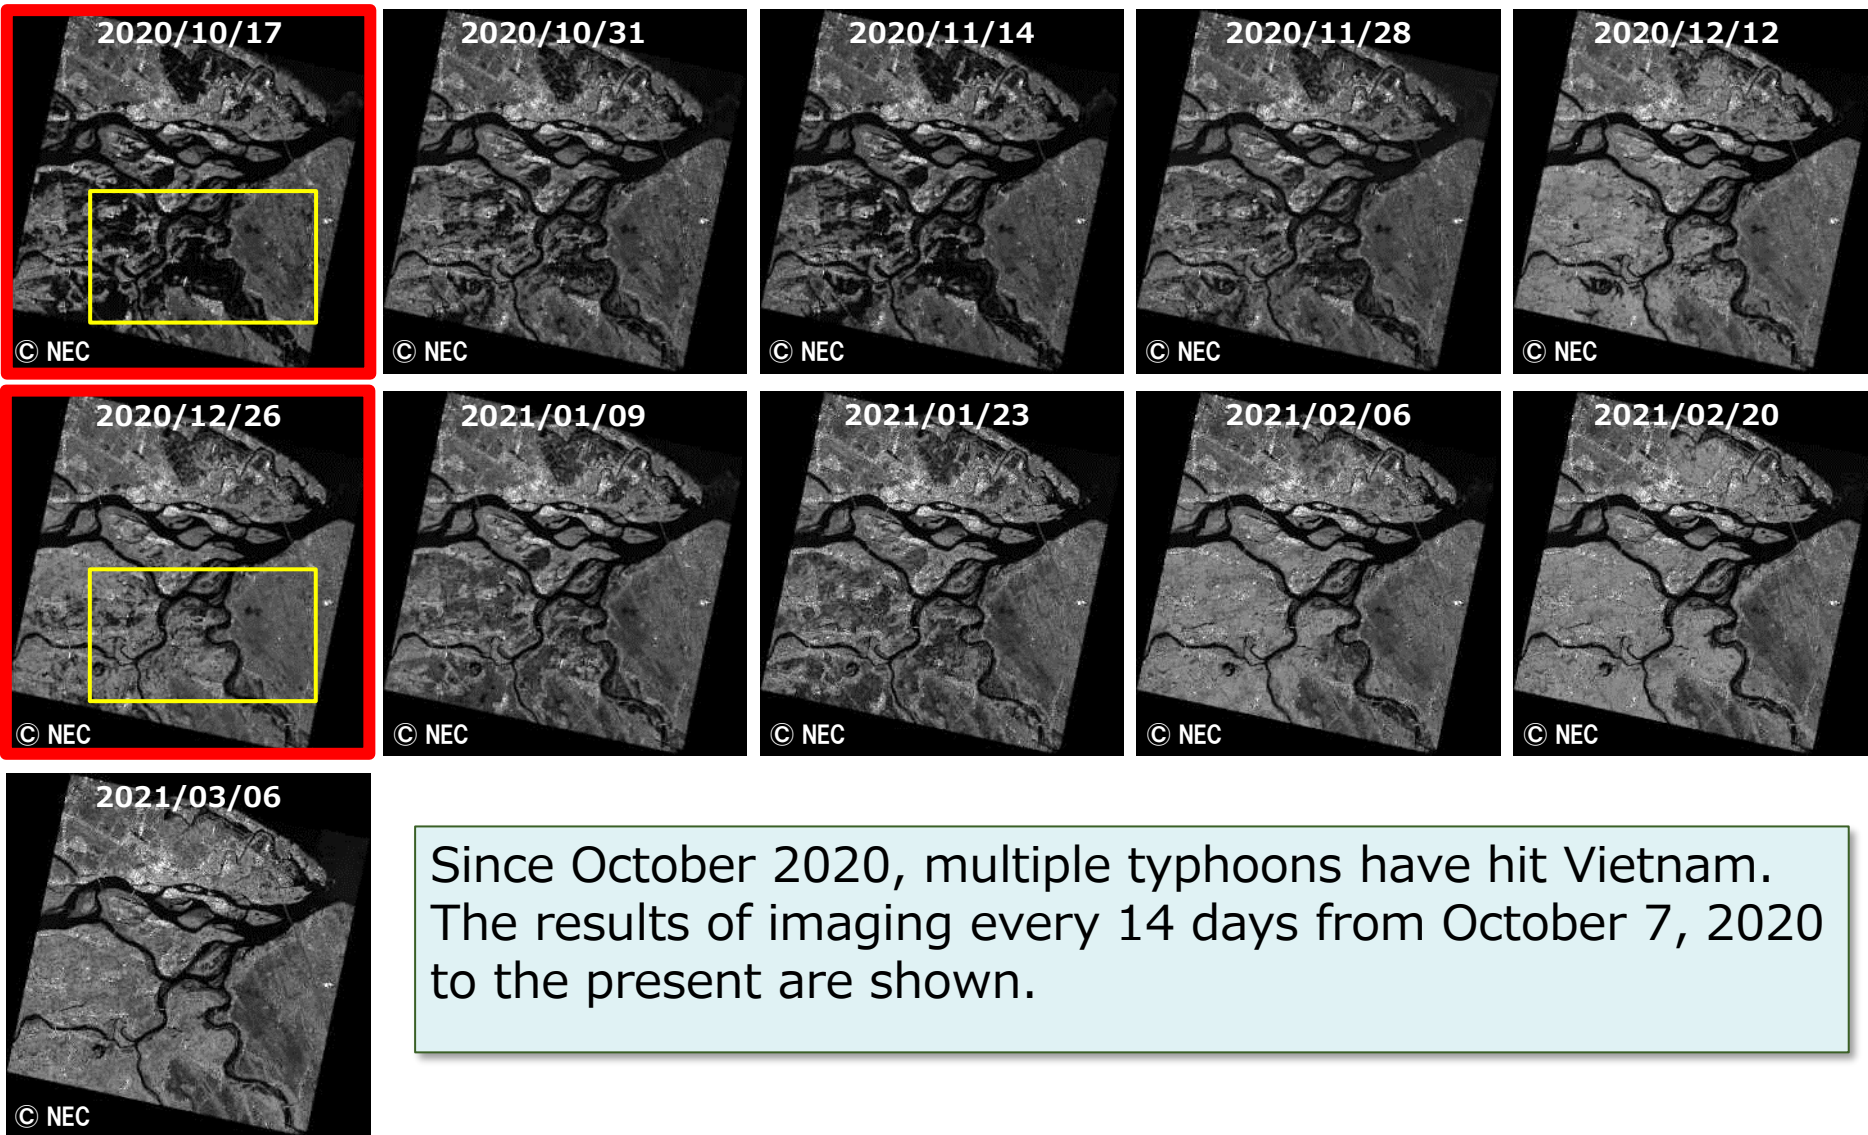 2020/10/17
2020/10/31
2020/11/14
2020/11/28
2020/12/12
© NEC
© NEC
© NEC
© NEC
© NEC
2020/12/26
2021/01/09
2021/01/23
2021/02/06
2021/02/20
© NEC
© NEC
© NEC
© NEC
© NEC
2021/03/06
© NEC
Since October 2020, multiple typhoons have hit Vietnam.
The results of imaging every 14 days from October 7, 2020
to the present are shown.